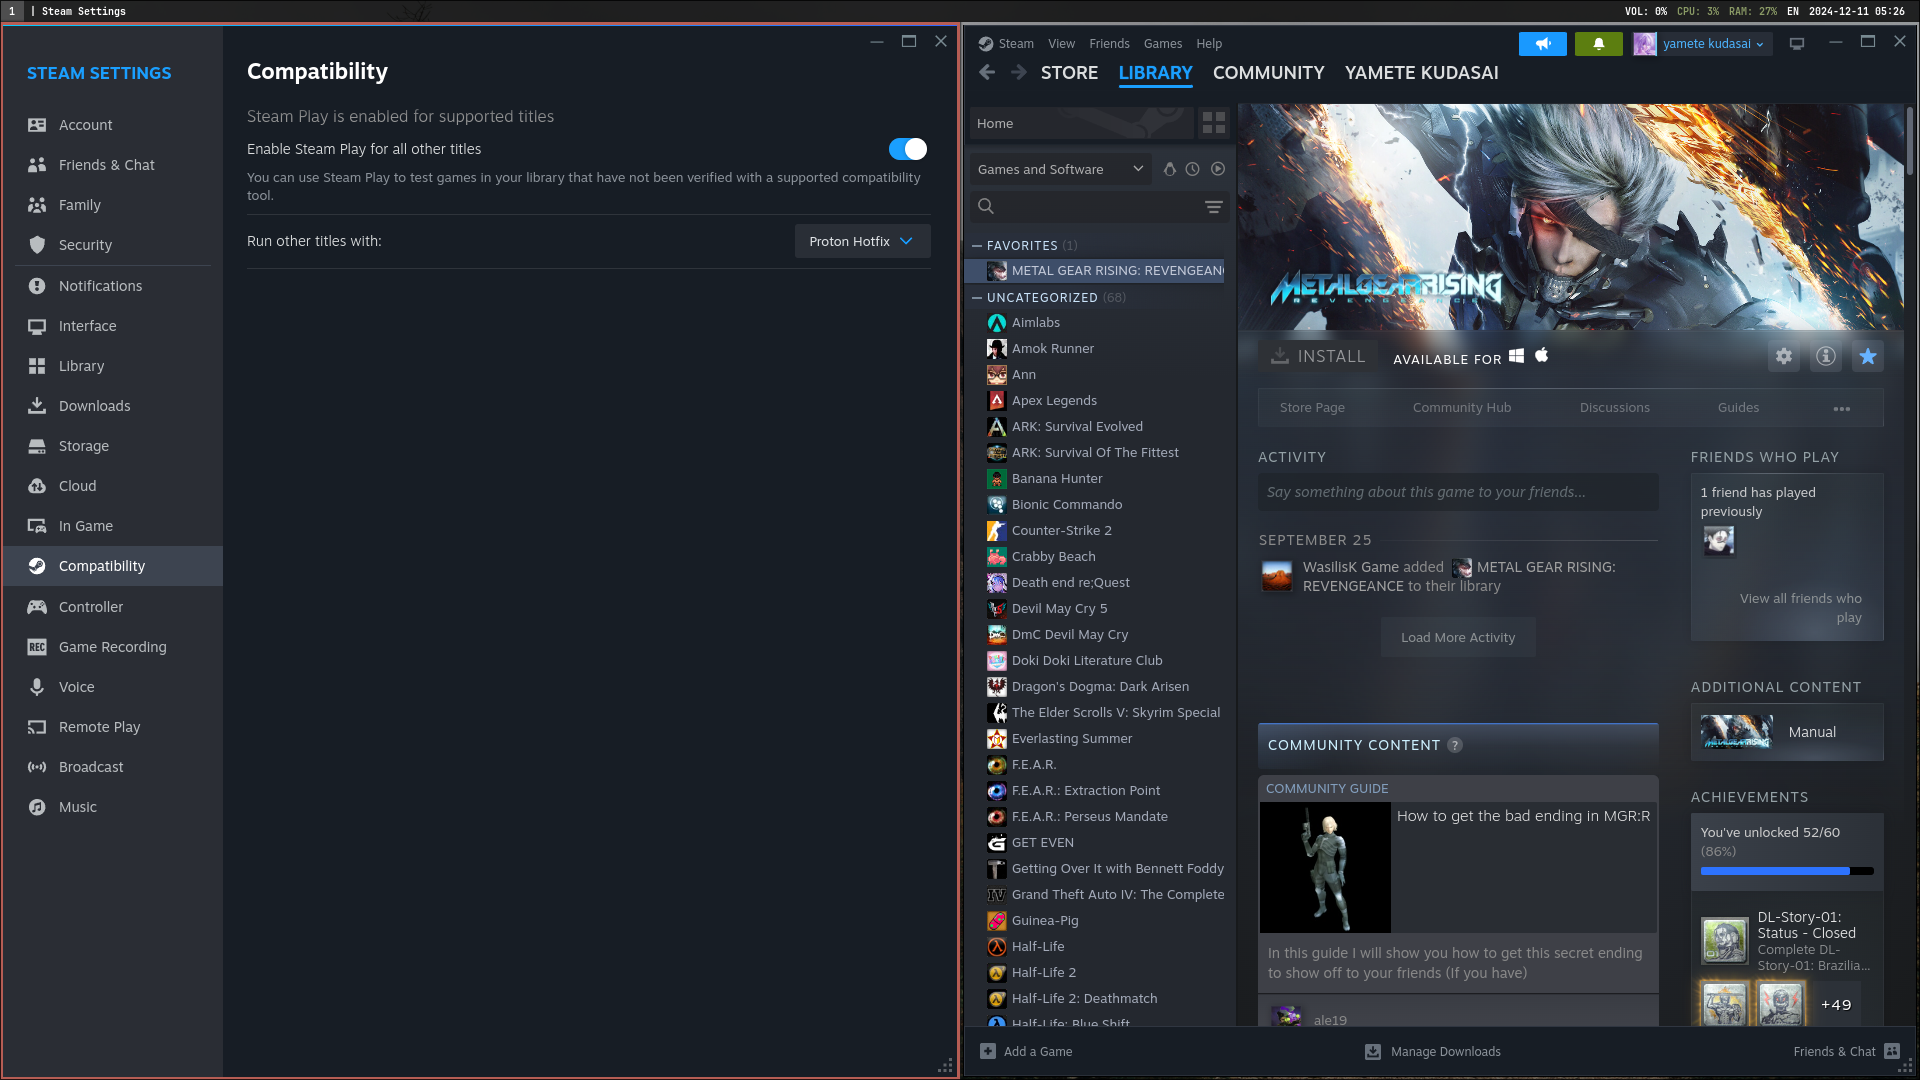 1 | Steam Settings
VOL: 0% CPU: 3% RAM: 27% EN 2024-12-11 05:26
STEAM SETTINGS
Account
Friends & Chat
Family
Security
Notifications
Interface
Library
Downloads
Storage
Cloud
In Game
Compatibility
Controller
REC Game Recording
Voice
Remote Play
Broadcast
Music
Compatibility
Steam Play is enabled for supported titles
Enable Steam Play for all other titles
You can use Steam Play to test games in your library that have not been verified with a supported compatibility
tool.
Run other titles with: Proton Hotfix
Steam View Friends Games Help
yamete kudasai
STORE LIBRARY COMMUNITY YAMETE KUDASAI
Home
Games and Software
FAVORITES (1)
METAL GEAR RISING: REVENGEAN
UNCATEGORIZED (68)
Aimlabs
Amok Runner
Ann
Apex Legends
ARK: Survival Evolved
ARK: Survival Of The Fittest
Banana Hunter
Bionic Commando
Counter-Strike 2
Crabby Beach
Death end re;Quest
Devil May Cry 5
DmC Devil May Cry
Doki Doki Literature Club
Dragon's Dogma: Dark Arisen
The Elder Scrolls V: Skyrim Special
Everlasting Summer
F.E.A.R.
F.E.A.R.: Extraction Point
F.E.A.R.: Perseus Mandate
GET EVEN
Getting Over It with Bennett Foddy
Grand Theft Auto IV: The Complete
Guinea-Pig
Half-Life
Half-Life 2
Half-Life 2: Deathmatch
Half-Life: Blue Shift
METAL GEAR RISING
REVENGEANCE
INSTALL AVAILABLE FOR
Store Page Community Hub Discussions Guides
ACTIVITY
Say something about this game to your friends...
SEPTEMBER 25
WasilisK Game added METAL GEAR RISING:
REVENGEANCE to their library
Load More Activity
COMMUNITY CONTENT ?
COMMUNITY GUIDE
How to get the bad ending in MGR:R
In this guide I will show you how to get this secret ending
to show off to your friends (If you have)
ale19
FRIENDS WHO PLAY
1 friend has played
previously
View all friends who
play
ADDITIONAL CONTENT
Manual
ACHIEVEMENTS
You've unlocked 52/60
(86%)
DL-Story-01:
Status - Closed
Complete DL-
Story-01: Brazilia...
+49
Add a Game
Manage Downloads
Friends & Chat